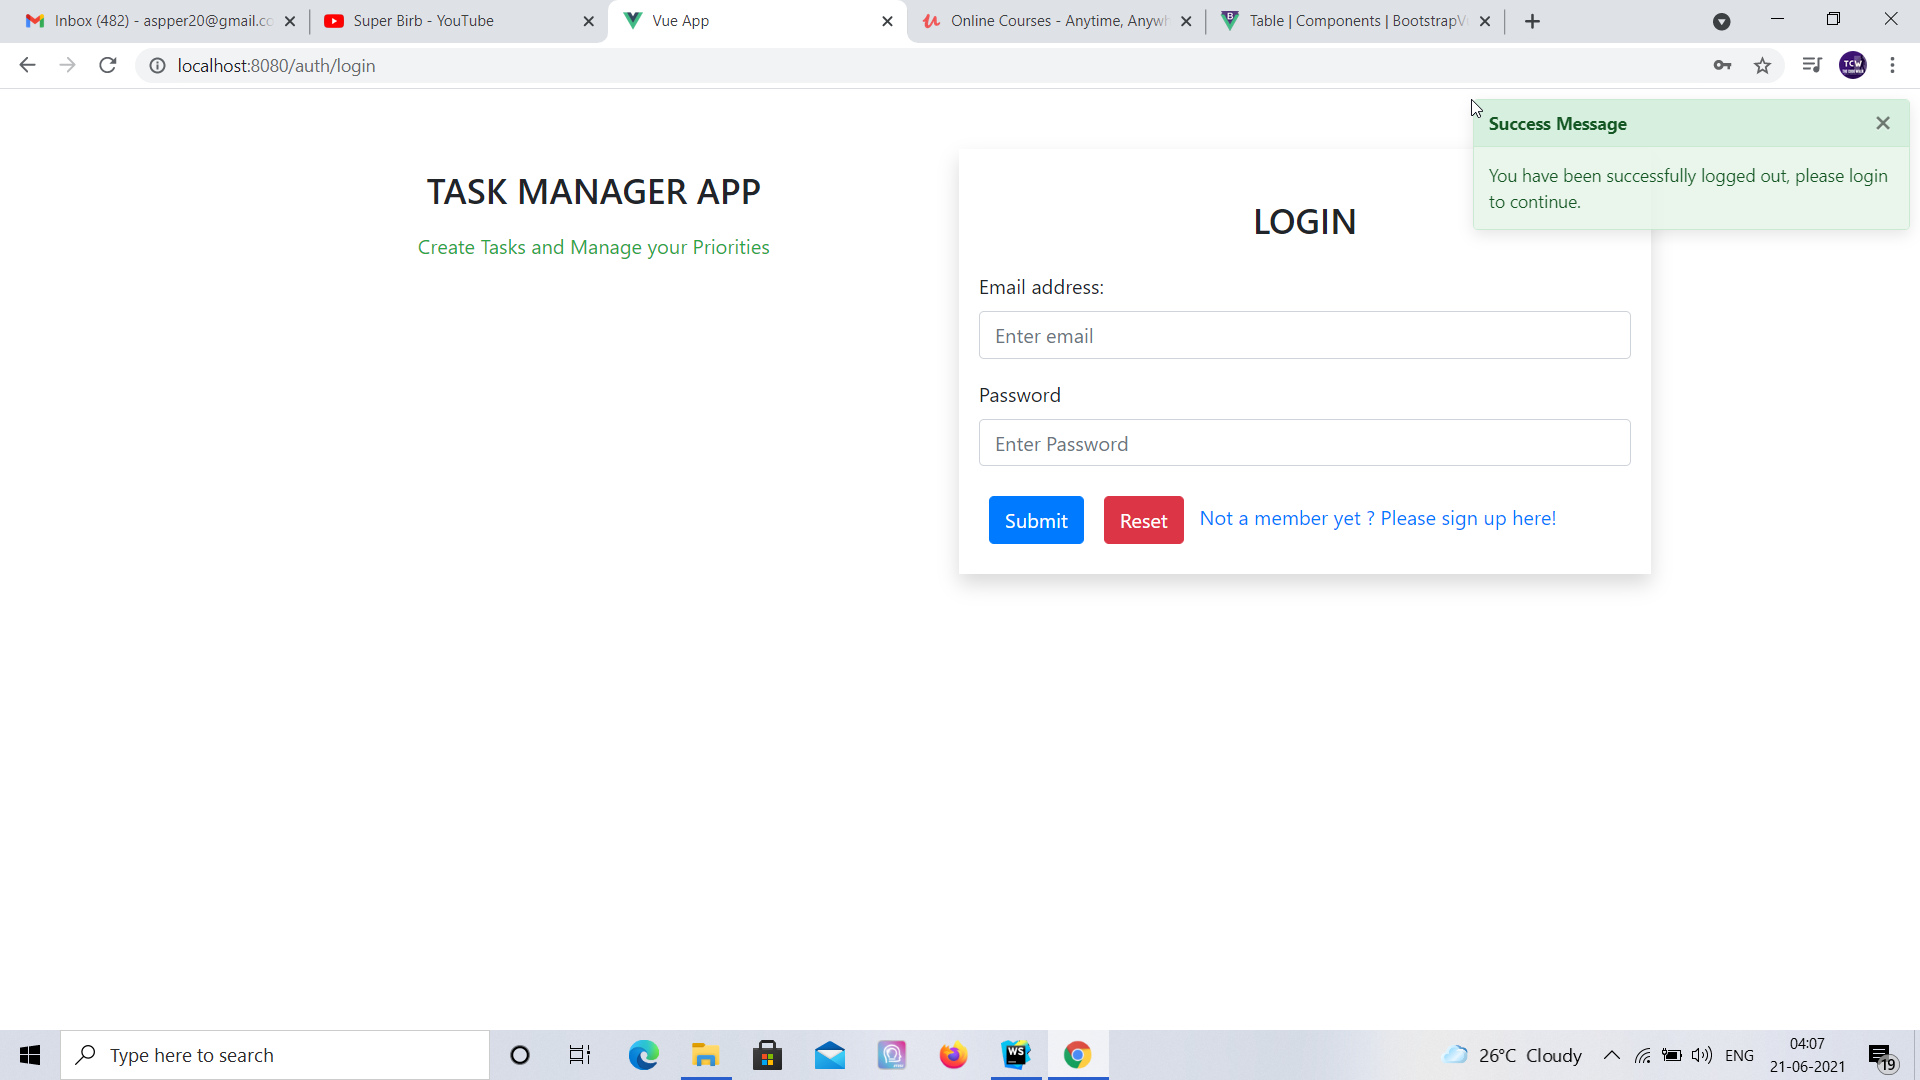 Inbox (482) - aspper20@gmail.co
Super Birb - YouTube
Vue App
Online Courses - Anytime, Anywh
Table | Components | BootstrapV
localhost:8080/auth/login
TCW
Success Message
You have been successfully logged out, please login
to continue.
TASK MANAGER APP
Create Tasks and Manage your Priorities
LOGIN
Email address:
Enter email
Password
Enter Password
Submit
Reset
Not a member yet ? Please sign up here!
Type here to search
WS
26°C Cloudy
ENG
04:07
21-06-2021
19